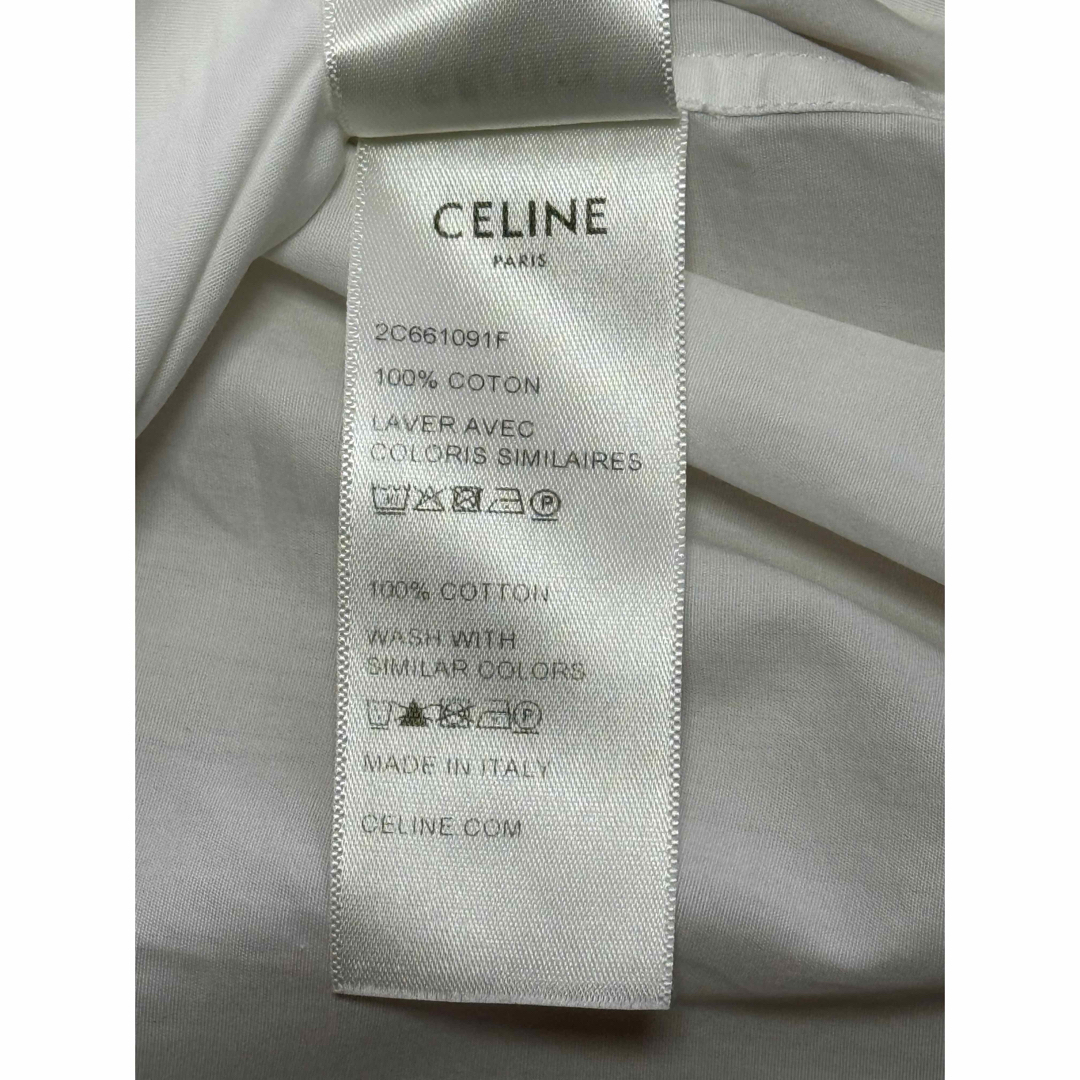 CELINE
PARIS
2C661091F
100% COTON
LAVER AVEC
COLORIS SIMILAIRES
P
100% COTTON
WASH WITH
SIMILAR COLORS
P
MADE IN ITALY
CELINE.COM